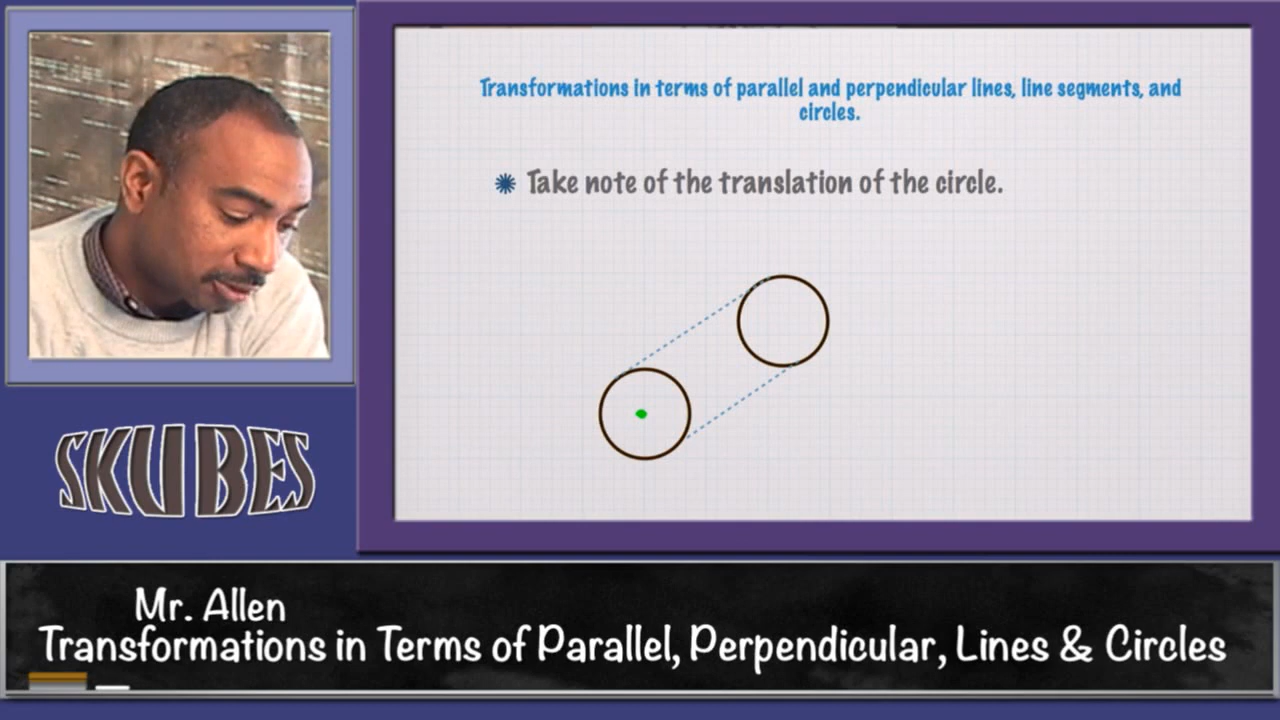 Transformations in terms of parallel and perpendicular lines, line segments, and
circles.
Take note of the translation of the circle.
SKUBES
Mr. Allen
Transformations in Terms of Parallel, Perpendicular, Lines & Circles